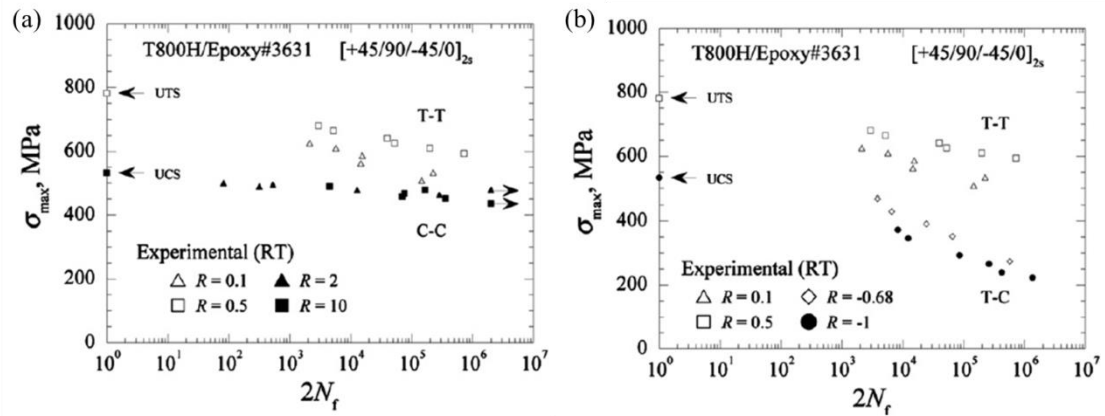 (a)
1000
T800H/Epoxy#3631 [+45/90/-45/0]2s
800
UTS
T-T
600
UCS
σmax, MPa
400
C-C
Experimental (RT)
R = 0.1 R = 2
R = 0.5 R = 10
200
0
10^0 10^1 10^2 10^3 10^4 10^5 10^6 10^7
2Nf
(b)
1000
T800H/Epoxy#3631 [+45/90/-45/0]2s
800
UTS
T-T
600
UCS
σmax, MPa
400
Experimental (RT)
R = 0.1 R = -0.68
R = 0.5 R = -1
T-C
200
0
10^0 10^1 10^2 10^3 10^4 10^5 10^6 10^7
2Nf